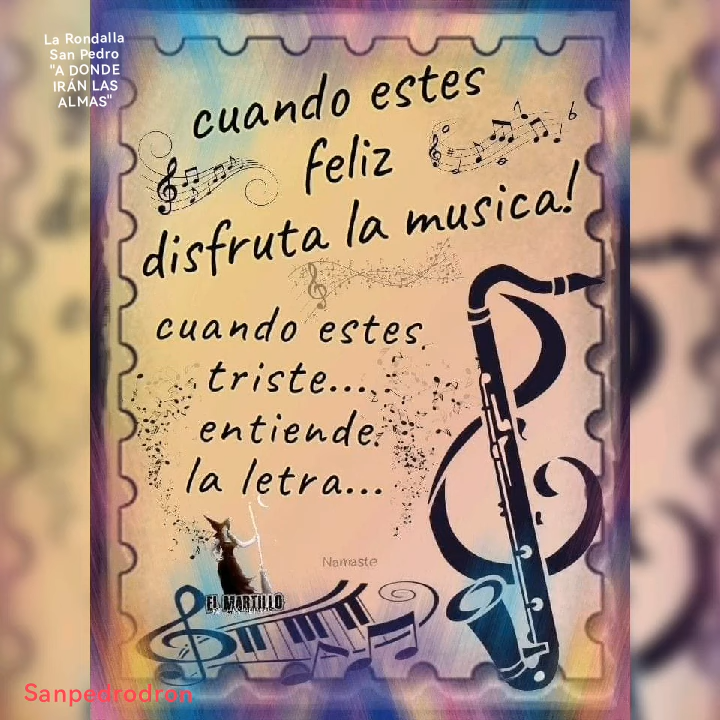 La Rondalla
San Pedro
"A DONDE
IRÁN LAS
ALMAS"
cuando estes
feliz
disfruta la musica!
cuando estes
triste...
entiende
la letra...
Namaste
EL MARTILLO
Sanpedrodron